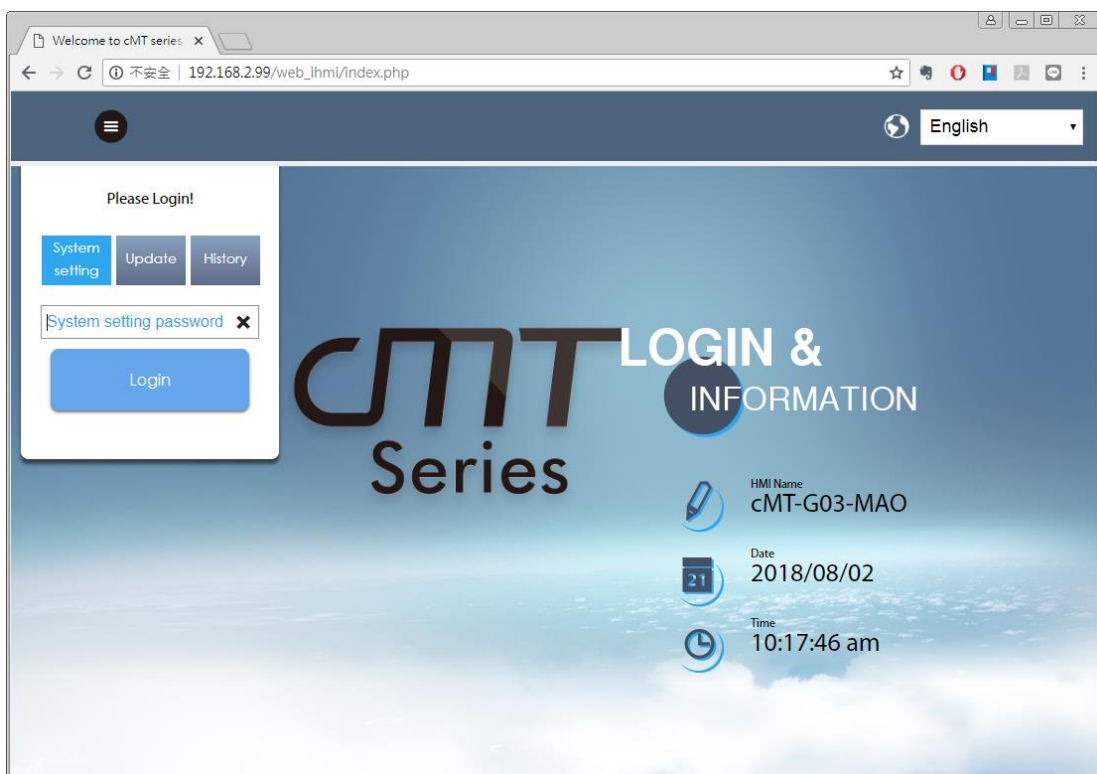 Welcome to cMT series
不安全 | 192.168.2.99/web_ihmi/index.php
English
Please Login!
System setting
Update
History
System setting password
Login
cMT
Series
LOGIN &
INFORMATION
HMI Name
cMT-G03-MAO
Date
21
2018/08/02
Time
10:17:46 am